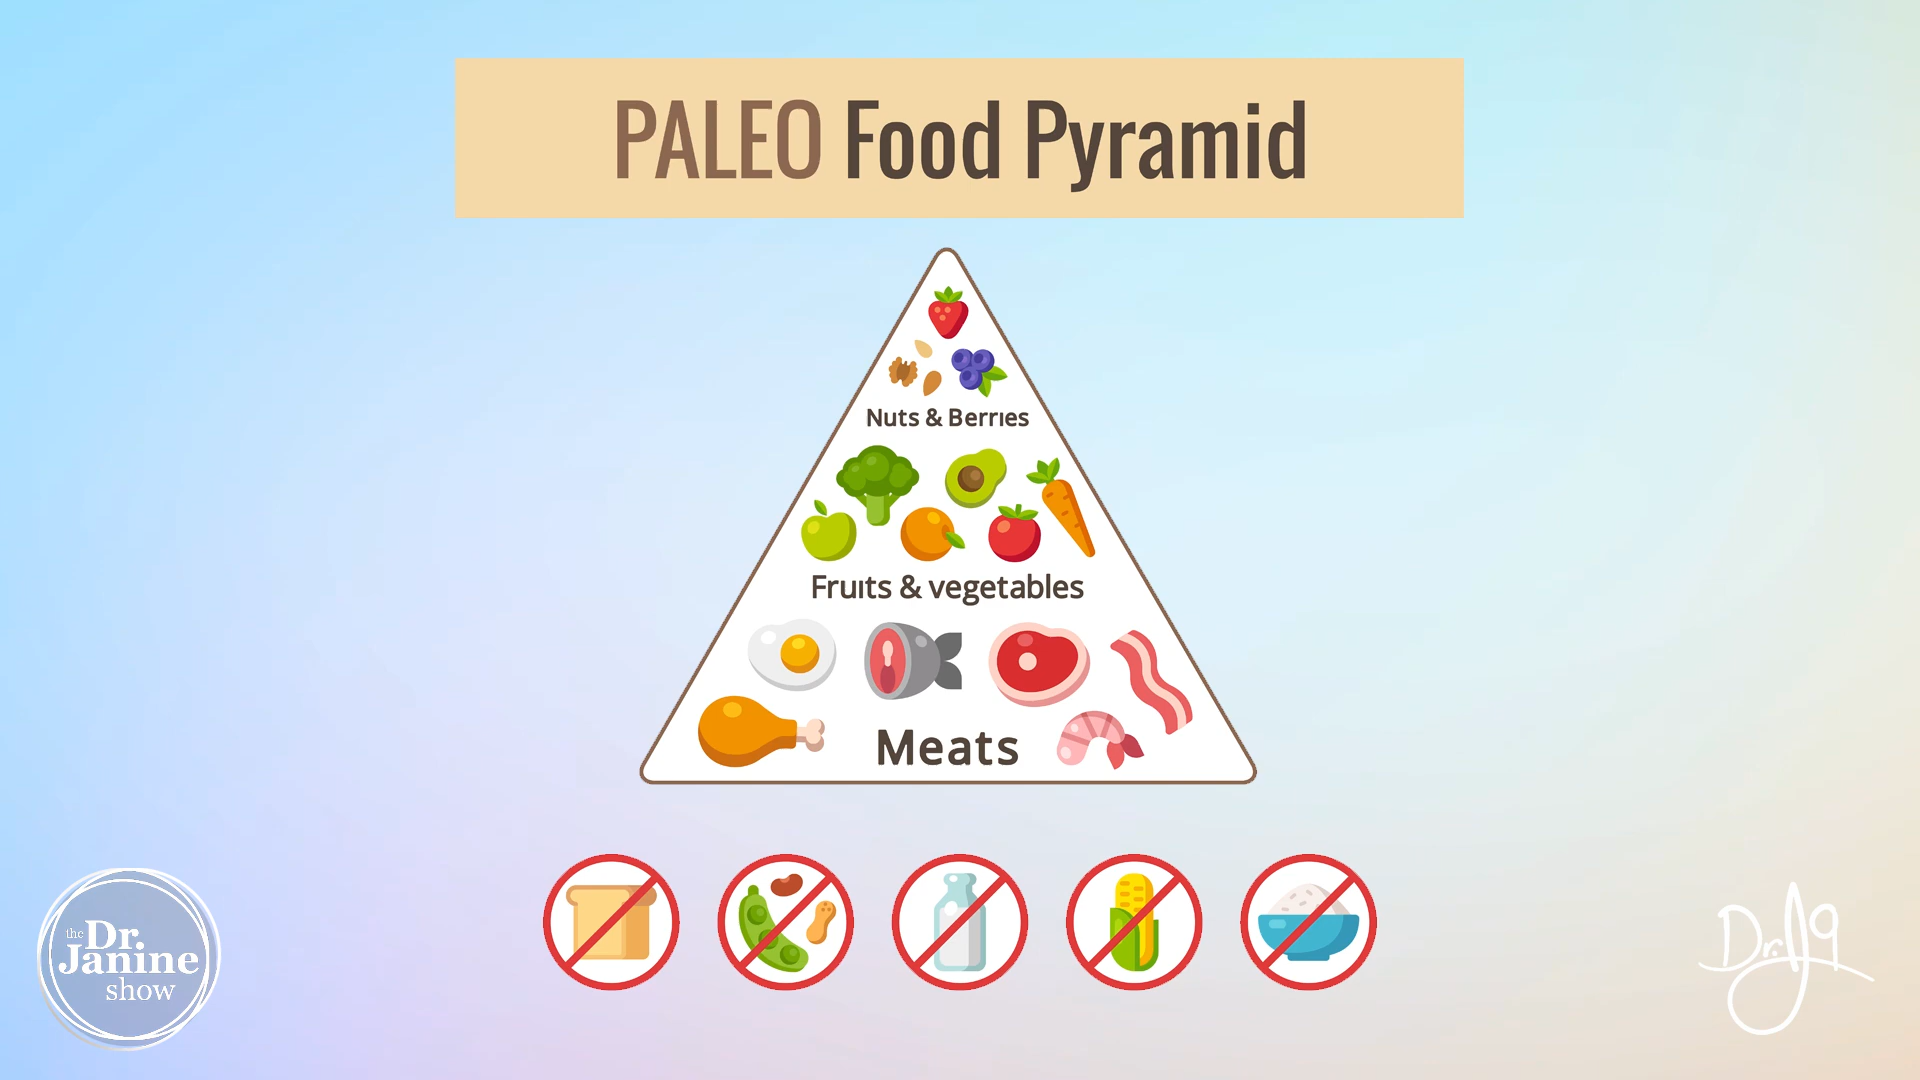 PALEO Food Pyramid
Nuts & Berries
Fruits & vegetables
Meats
the Dr.
Janine
show